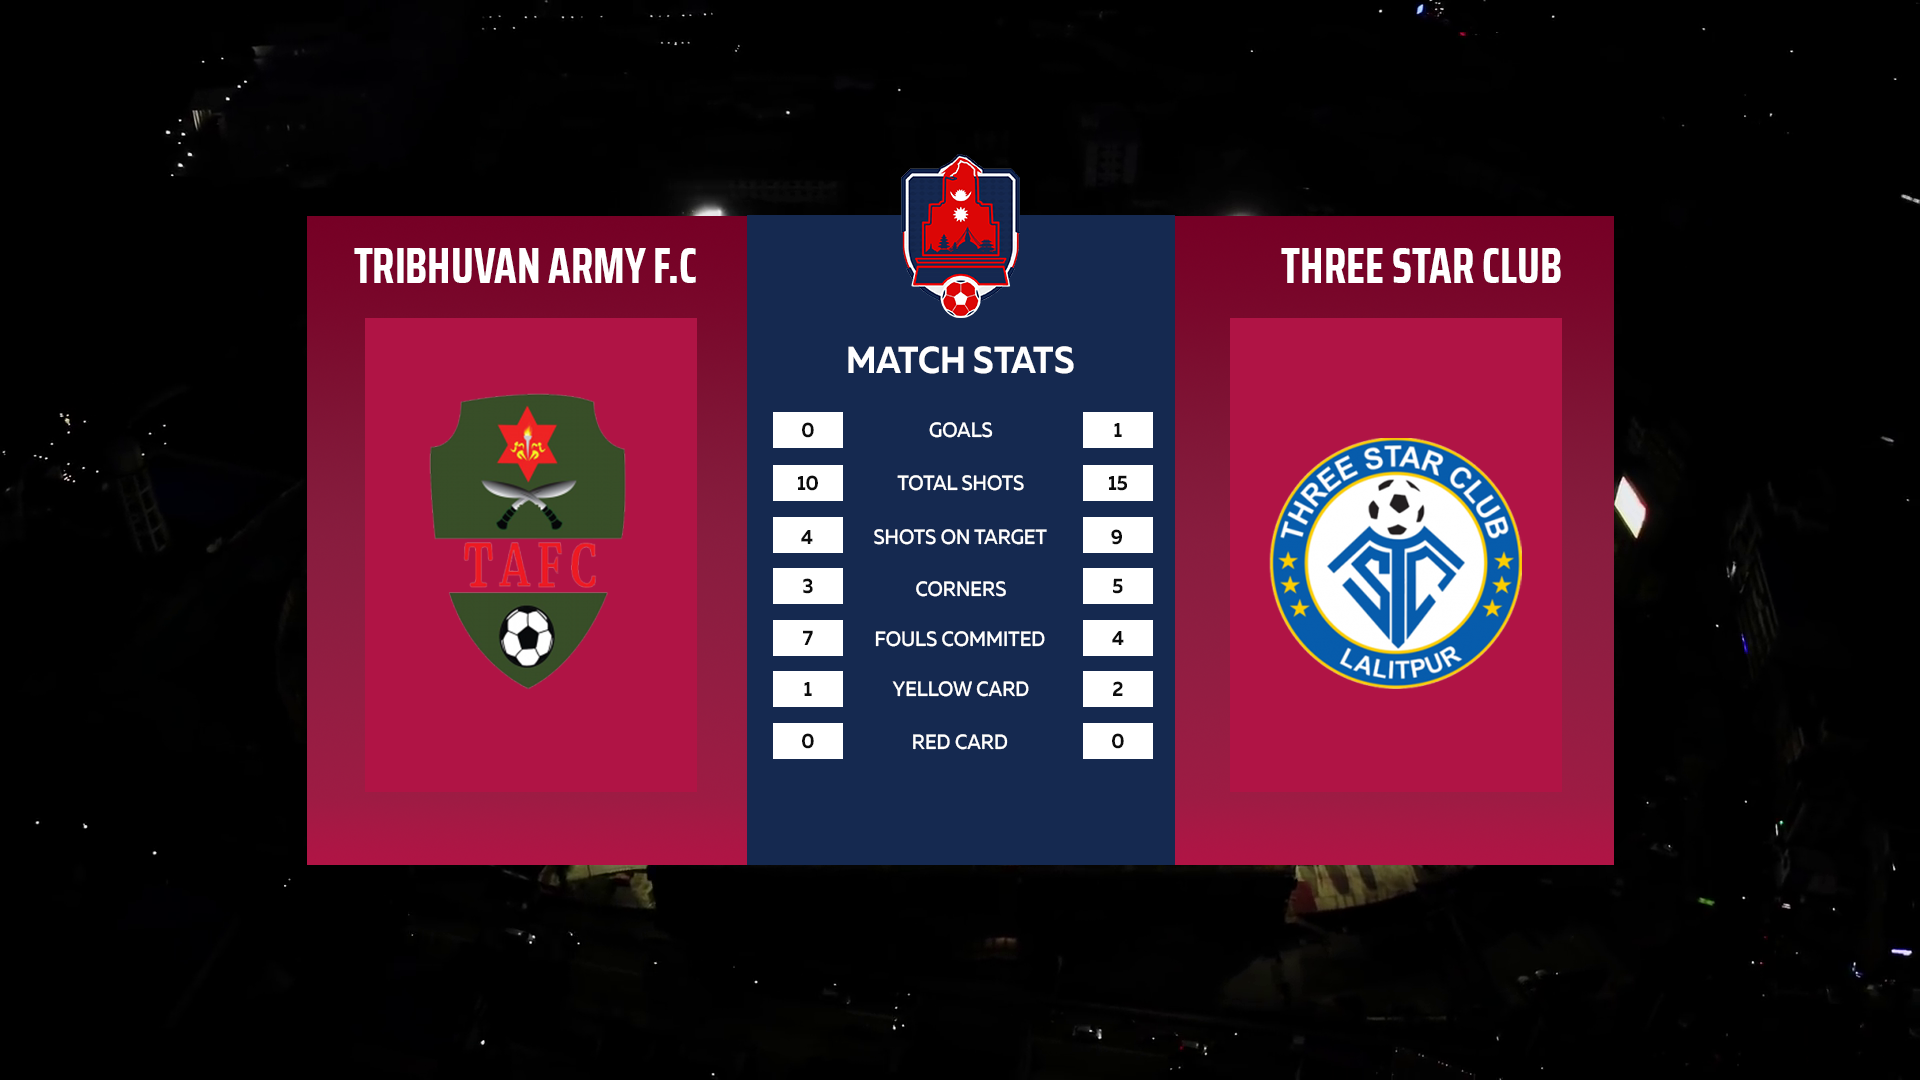 TRIBHUVAN ARMY F.C
THREE STAR CLUB
TAFC
MATCH STATS
0 GOALS 1
10 TOTAL SHOTS 15
4 SHOTS ON TARGET 9
3 CORNERS 5
7 FOULS COMMITED 4
1 YELLOW CARD 2
0 RED CARD 0
THREE STAR CLUB
TSC
LALITPUR